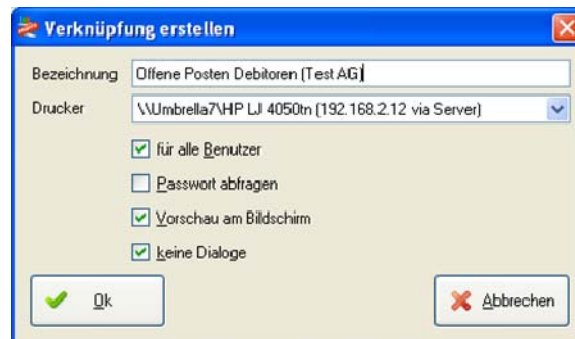 Verknüpfung erstellen
Bezeichnung Offene Posten Debitoren (Test AG)
Drucker \\Umbrella7\HP LJ 4050tn (192.168.2.12 via Server)
für alle Benutzer
Passwort abfragen
Vorschau am Bildschirm
keine Dialoge
Ok Abbrechen